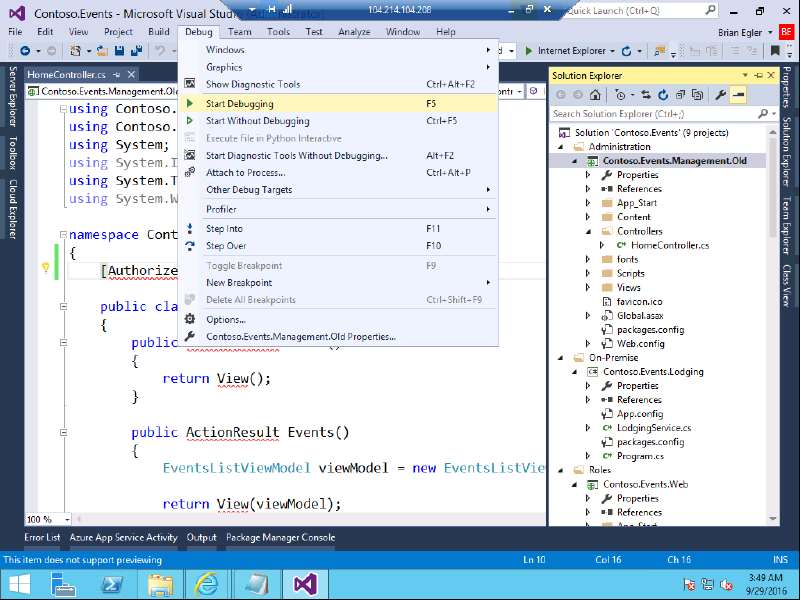 Contoso.Events - Microsoft Visual Studio
104.214.104.208
Quick Launch (Ctrl+Q)
File Edit View Project Build Debug Team Tools Test Analyze Window Help
Brian Egler BE
Internet Explorer
HomeController.cs
Contoso.Events.Management.Old
Server Explorer
Toolbox
Cloud Explorer
Windows
Graphics
Show Diagnostic Tools Ctrl+Alt+F2
Start Debugging F5
Start Without Debugging Ctrl+F5
Execute File in Python Interactive
Start Diagnostic Tools Without Debugging... Alt+F2
Attach to Process... Ctrl+Alt+P
Other Debug Targets
Profiler
Step Into F11
Step Over F10
Toggle Breakpoint F9
New Breakpoint
Delete All Breakpoints Ctrl+Shift+F9
Options...
Contoso.Events.Management.Old Properties...
using Contoso.
using Contoso.
using System;
using System.I
using System.T
using System.W
namespace Cont
{
[Authorize
public cla
{
public
{
return View();
}
public ActionResult Events()
{
EventsListViewModel viewModel = new EventsListView
return View(viewModel);
100 %
Solution Explorer
Search Solution Explorer (Ctrl+;)
Solution 'Contoso.Events' (9 projects)
Administration
Contoso.Events.Management.Old
Properties
References
App_Start
Content
Controllers
HomeController.cs
fonts
Scripts
Views
favicon.ico
Global.asax
packages.config
Web.config
On-Premise
Contoso.Events.Lodging
Properties
References
App.config
LodgingService.cs
packages.config
Program.cs
Roles
Contoso.Events.Web
Properties
References
App_Start
Properties
Solution Explorer
Team Explorer
Class View
Error List Azure App Service Activity Output Package Manager Console
This item does not support previewing Ln 10 Col 16 Ch 16 INS
3:49 AM
9/29/2016